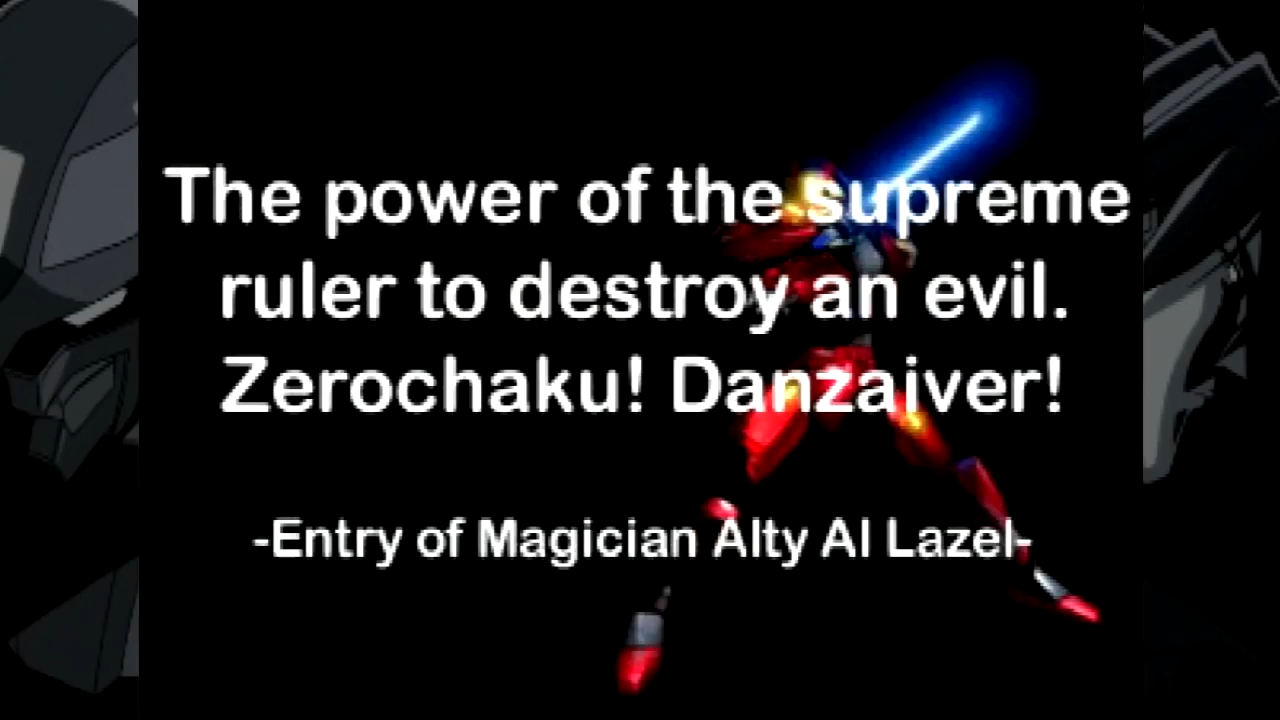 The power of the supreme
ruler to destroy an evil.
Zerochaku! Danzaiver!
-Entry of Magician Alty Al Lazel-